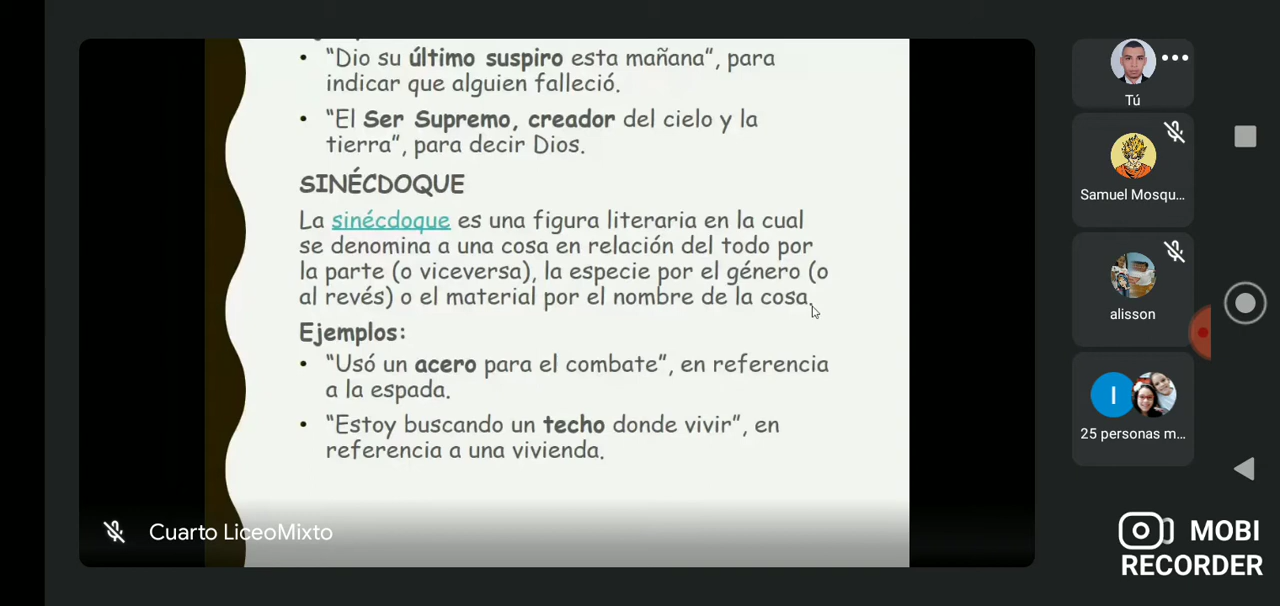 • “Dio su último suspiro esta mañana”, para
indicar que alguien falleció.
• “El Ser Supremo, creador del cielo y la
tierra”, para decir Dios.
SINÉCDOQUE
La sinécdoque es una figura literaria en la cual
se denomina a una cosa en relación del todo por
la parte (o viceversa), la especie por el género (o
al revés) o el material por el nombre de la cosa.
Ejemplos:
• “Usó un acero para el combate”, en referencia
a la espada.
• “Estoy buscando un techo donde vivir”, en
referencia a una vivienda.
Cuarto LiceoMixto
Tú
Samuel Mosqu...
alisson
I
25 personas m...
MOBI
RECORDER